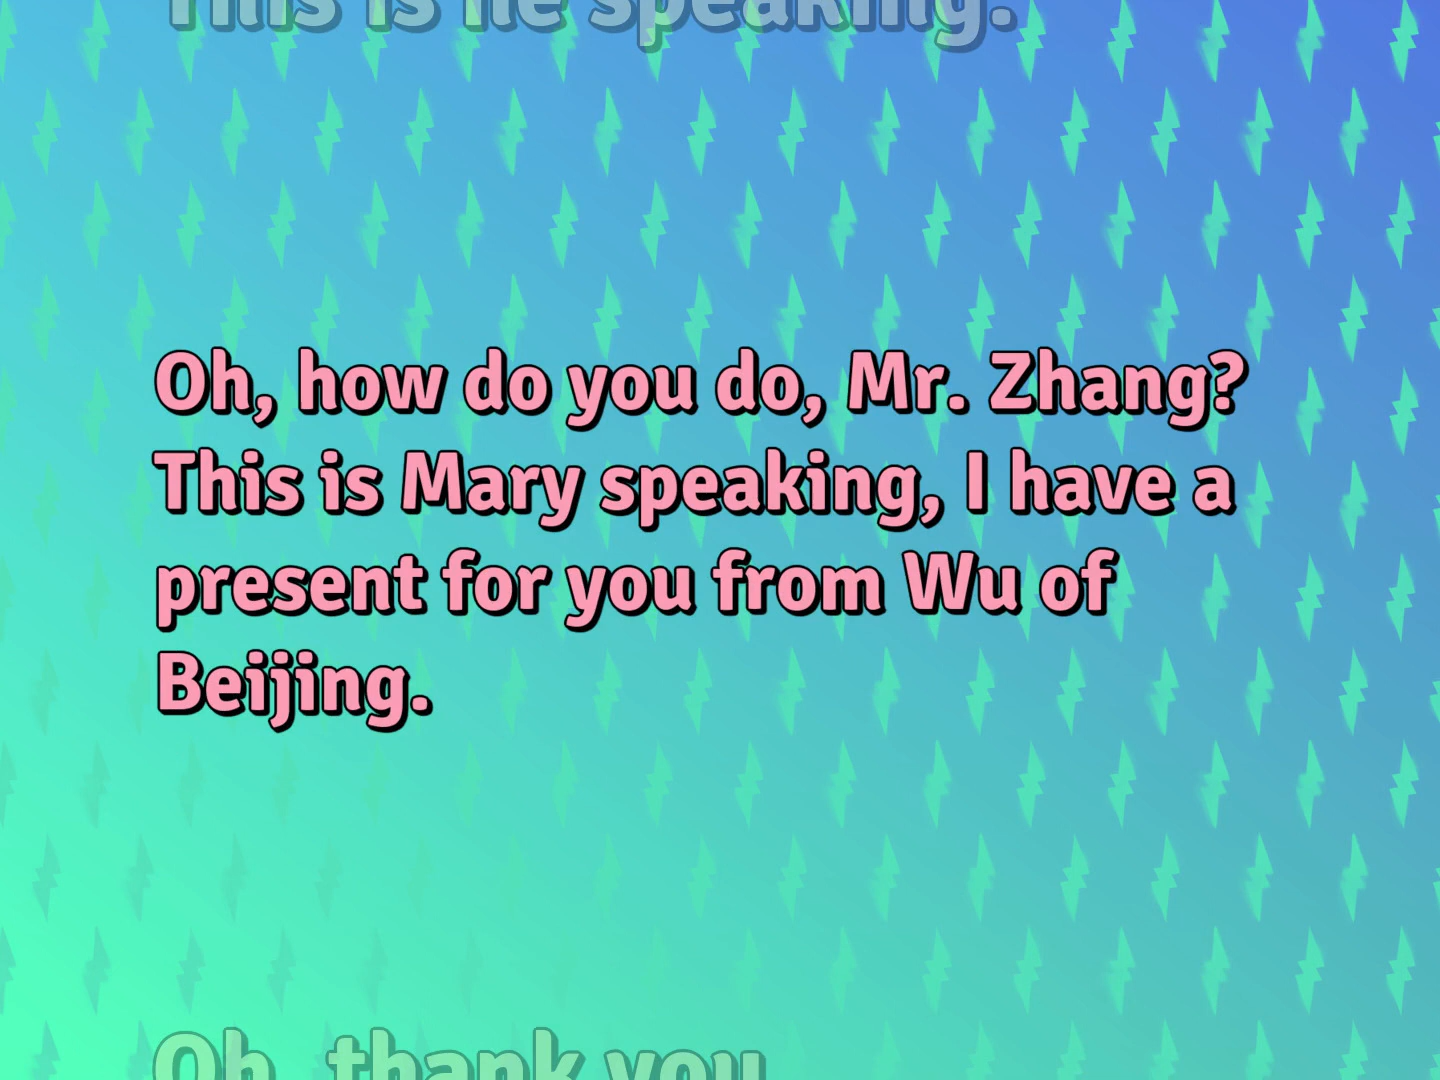 This is he speaking.
Oh, how do you do, Mr. Zhang?
This is Mary speaking, I have a
present for you from Wu of
Beijing.
Oh, thank you